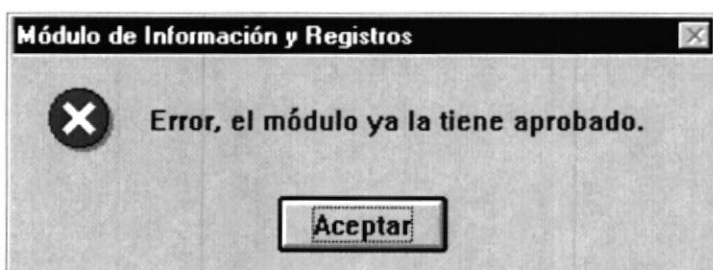 Módulo de Información y Registros
Error, el módulo ya la tiene aprobado.
Aceptar